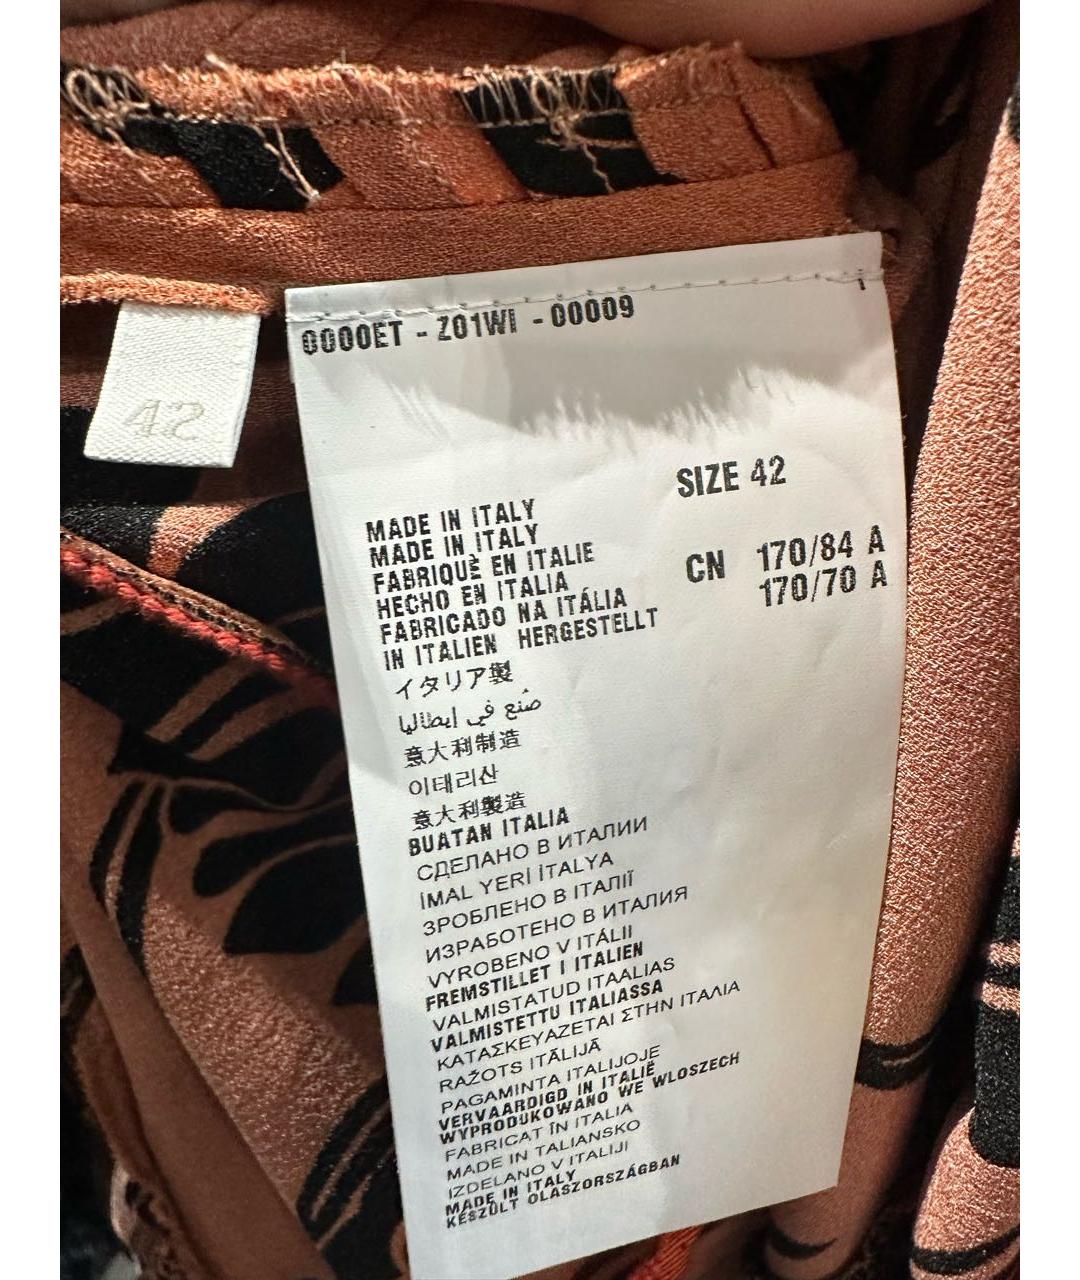 42
0000ET - Z01WI - 00009
SIZE 42
CN 170/84 A
170/70 A
MADE IN ITALY
MADE IN ITALY
FABRIQUÈ EN ITALIE
HECHO EN ITALIA
FABRICADO NA ITÁLIA
IN ITALIEN HERGESTELLT
イタリア製
صنع في ايطاليا
意大利制造
이태리산
意大利製造
BUATAN ITALIA
СДЕЛАНО В ИТАЛИИ
İMAL YERİ İTALYA
ЗРОБЛЕНО В ІТАЛІЇ
ИЗРАБОТЕНО В ИТАЛИЯ
VYROBENO V ITÁLII
FREMSTILLET I ITALIEN
VALMISTATUD ITAALIAS
VALMISTETTU ITALIASSA
ΚΑΤΑΣΚΕΥΑΖΕΤΑΙ ΣΤΗΝ ΙΤΑΛΙΑ
RAŽOTS ITĀLIJĀ
PAGAMINTA ITALIJOJE
VERVAARDIGD IN ITALIË
WYPRODUKOWANO WE WLOSZECH
FABRICAT ÎN ITALIA
MADE IN TALIANSKO
IZDELANO V ITALIJI
MADE IN ITALY
KÉSZÜLT OLASZORSZÁGBAN